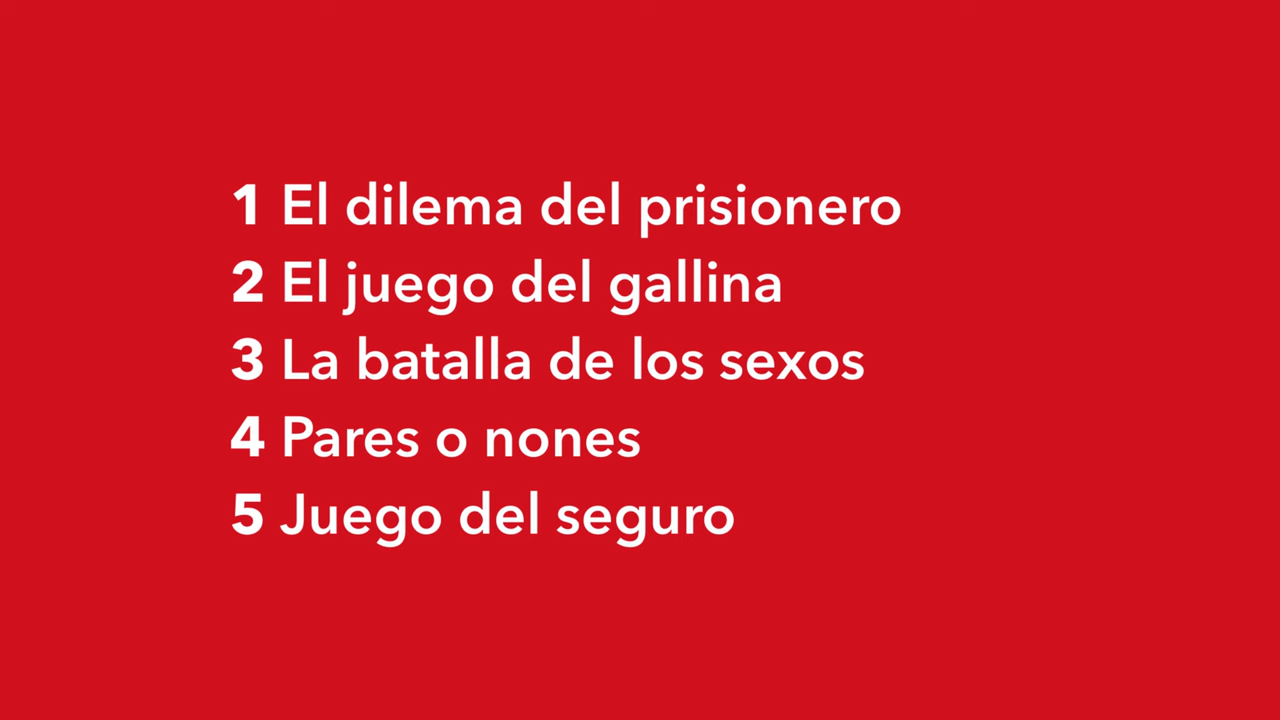 1 El dilema del prisionero
2 El juego del gallina
3 La batalla de los sexos
4 Pares o nones
5 Juego del seguro